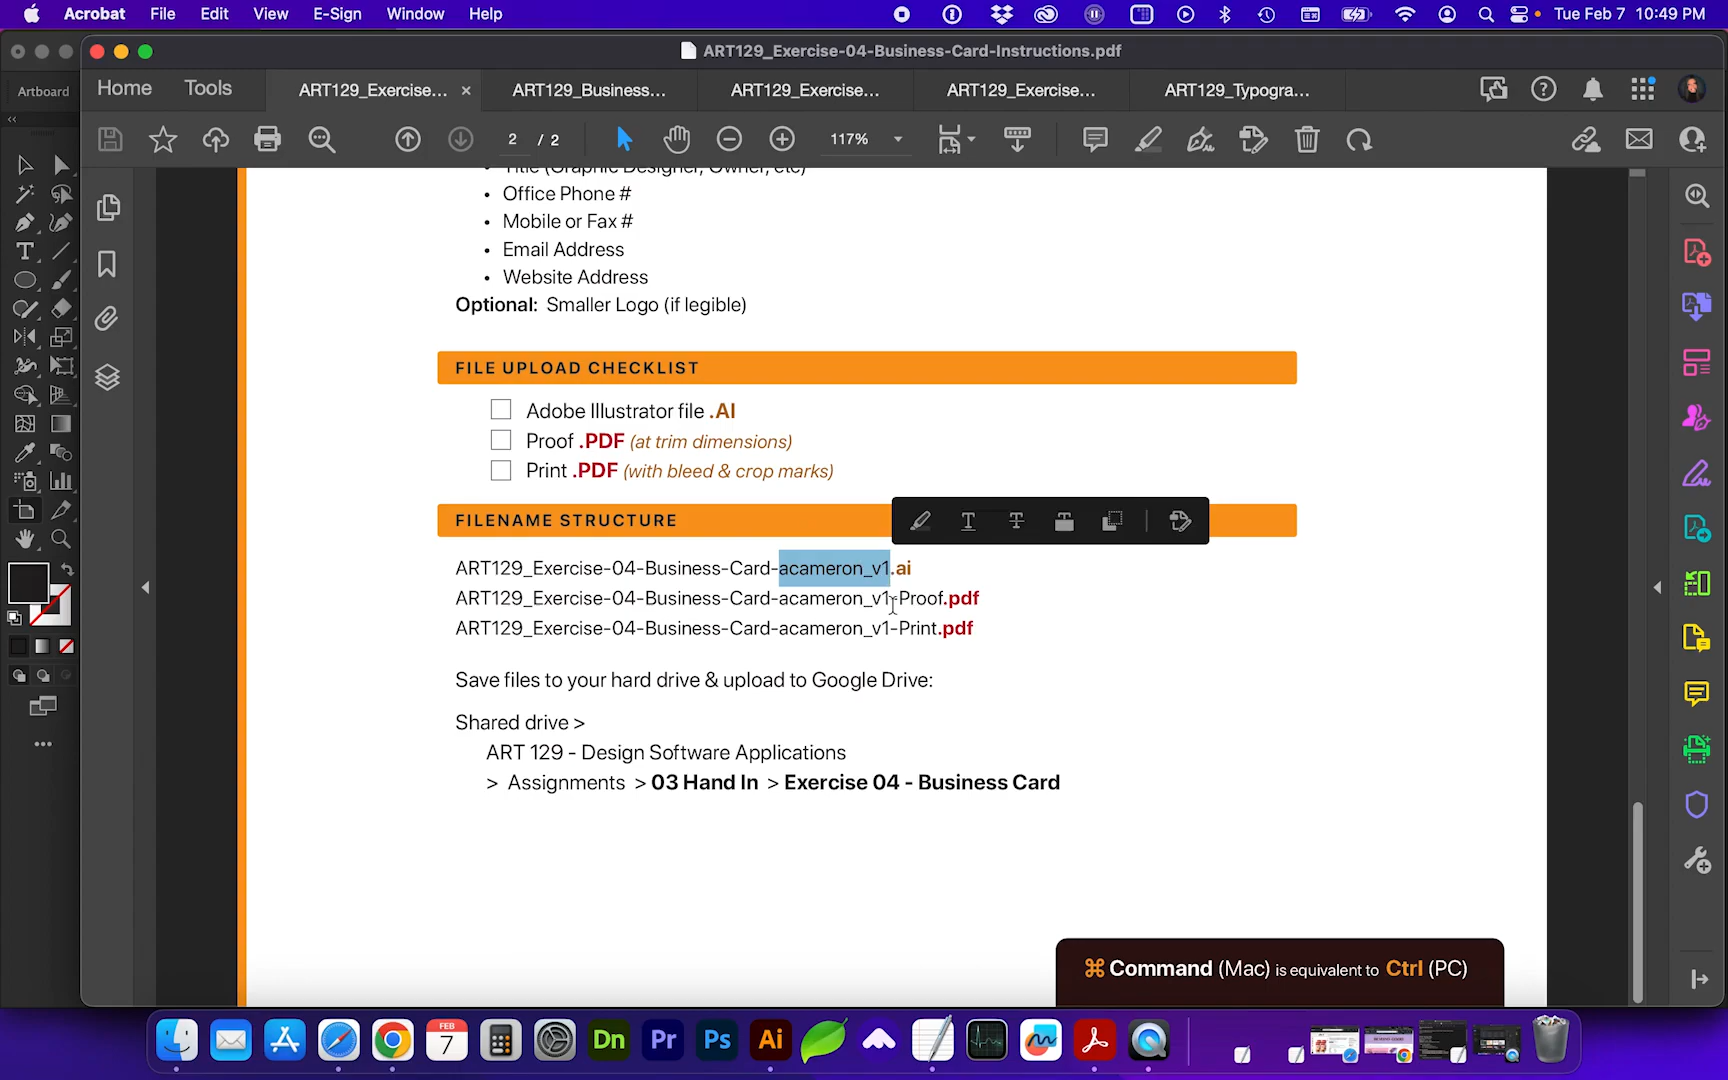 Acrobat File Edit View E-Sign Window Help
Tue Feb 7 10:49 PM
ART129_Exercise-04-Business-Card-Instructions.pdf
Artboard
Home Tools
ART129_Exercise... × ART129_Business... ART129_Exercise... ART129_Exercise... ART129_Typogra...
2 / 2
117%
Title (Graphic Designer, Owner, etc)
• Office Phone #
• Mobile or Fax #
• Email Address
• Website Address
Optional: Smaller Logo (if legible)
FILE UPLOAD CHECKLIST
Adobe Illustrator file .AI
Proof .PDF (at trim dimensions)
Print .PDF (with bleed & crop marks)
FILENAME STRUCTURE
ART129_Exercise-04-Business-Card-acameron_v1.ai
ART129_Exercise-04-Business-Card-acameron_v1-Proof.pdf
ART129_Exercise-04-Business-Card-acameron_v1-Print.pdf
Save files to your hard drive & upload to Google Drive:
Shared drive >
ART 129 - Design Software Applications
> Assignments > 03 Hand In > Exercise 04 - Business Card
⌘ Command (Mac) is equivalent to Ctrl (PC)
FEB
7
Dn Pr Ps Ai